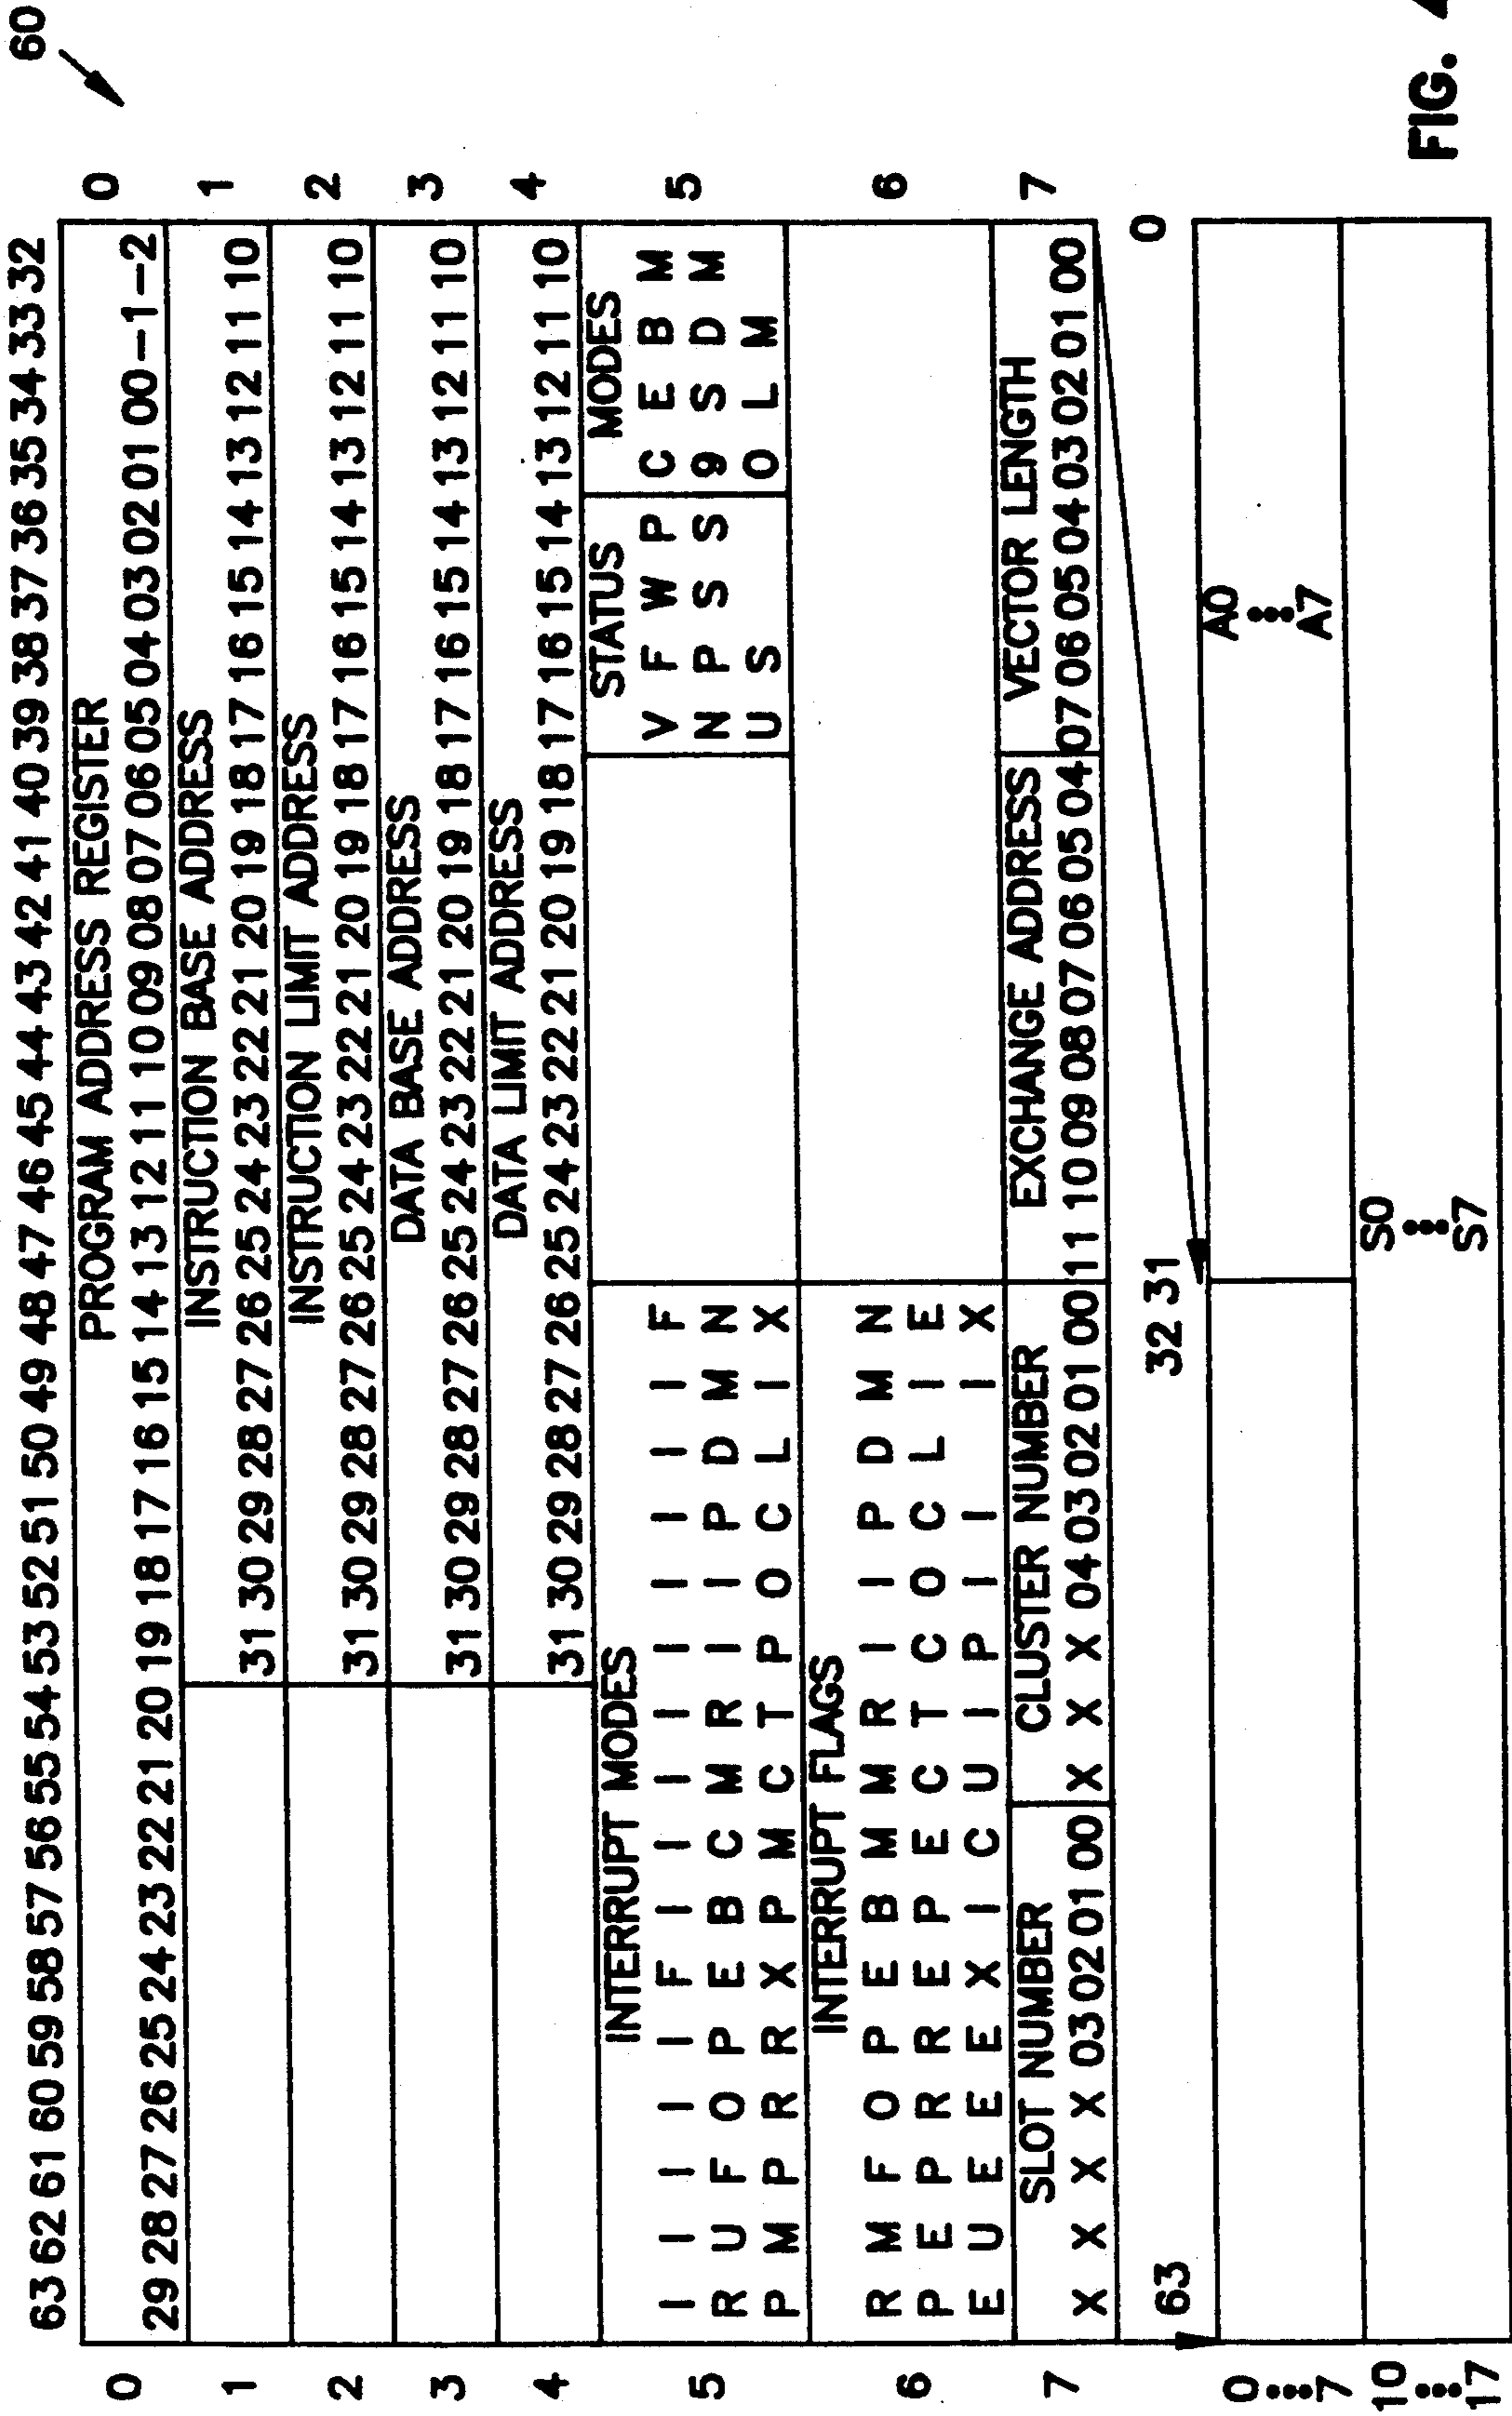 60
63 62 61 60 59 58 57 56 55 54 53 52 51 50 49 48 47 46 45 44 43 42 41 40 39 38 37 36 35 34 33 32
0 PROGRAM ADDRESS REGISTER 0
29 28 27 26 25 24 23 22 21 20 19 18 17 16 15 14 13 12 11 10 09 08 07 06 05 04 03 02 01 00 -1 -2
1 INSTRUCTION BASE ADDRESS 1
31 30 29 28 27 26 25 24 23 22 21 20 19 18 17 16 15 14 13 12 11 10
2 INSTRUCTION LIMIT ADDRESS 2
31 30 29 28 27 26 25 24 23 22 21 20 19 18 17 16 15 14 13 12 11 10
3 DATA BASE ADDRESS 3
31 30 29 28 27 26 25 24 23 22 21 20 19 18 17 16 15 14 13 12 11 10
4 DATA LIMIT ADDRESS 4
31 30 29 28 27 26 25 24 23 22 21 20 19 18 17 16 15 14 13 12 11 10
INTERRUPT MODES STATUS MODES
I I I I I F I I I I I I I I I F V F W P C E B M
5 R U F O P E B C M R I I P D M N N P S S 9 S D M 5
P M P R R X P M C T P O C L I X U S O L M
INTERRUPT FLAGS
R M F O P E B M M R I I P D M N
6 P E P R R E P E C T C O C L I E 6
E U E E E X I C U I P I I I X
7 SLOT NUMBER CLUSTER NUMBER EXCHANGE ADDRESS VECTOR LENGTH 7
X X X X 03 02 01 00 X X X 04 03 02 01 00 11 10 09 08 07 06 05 04 07 06 05 04 03 02 01 00
63 32 31 0
0 A0
7 A7
10 S0
17 S7
FIG.